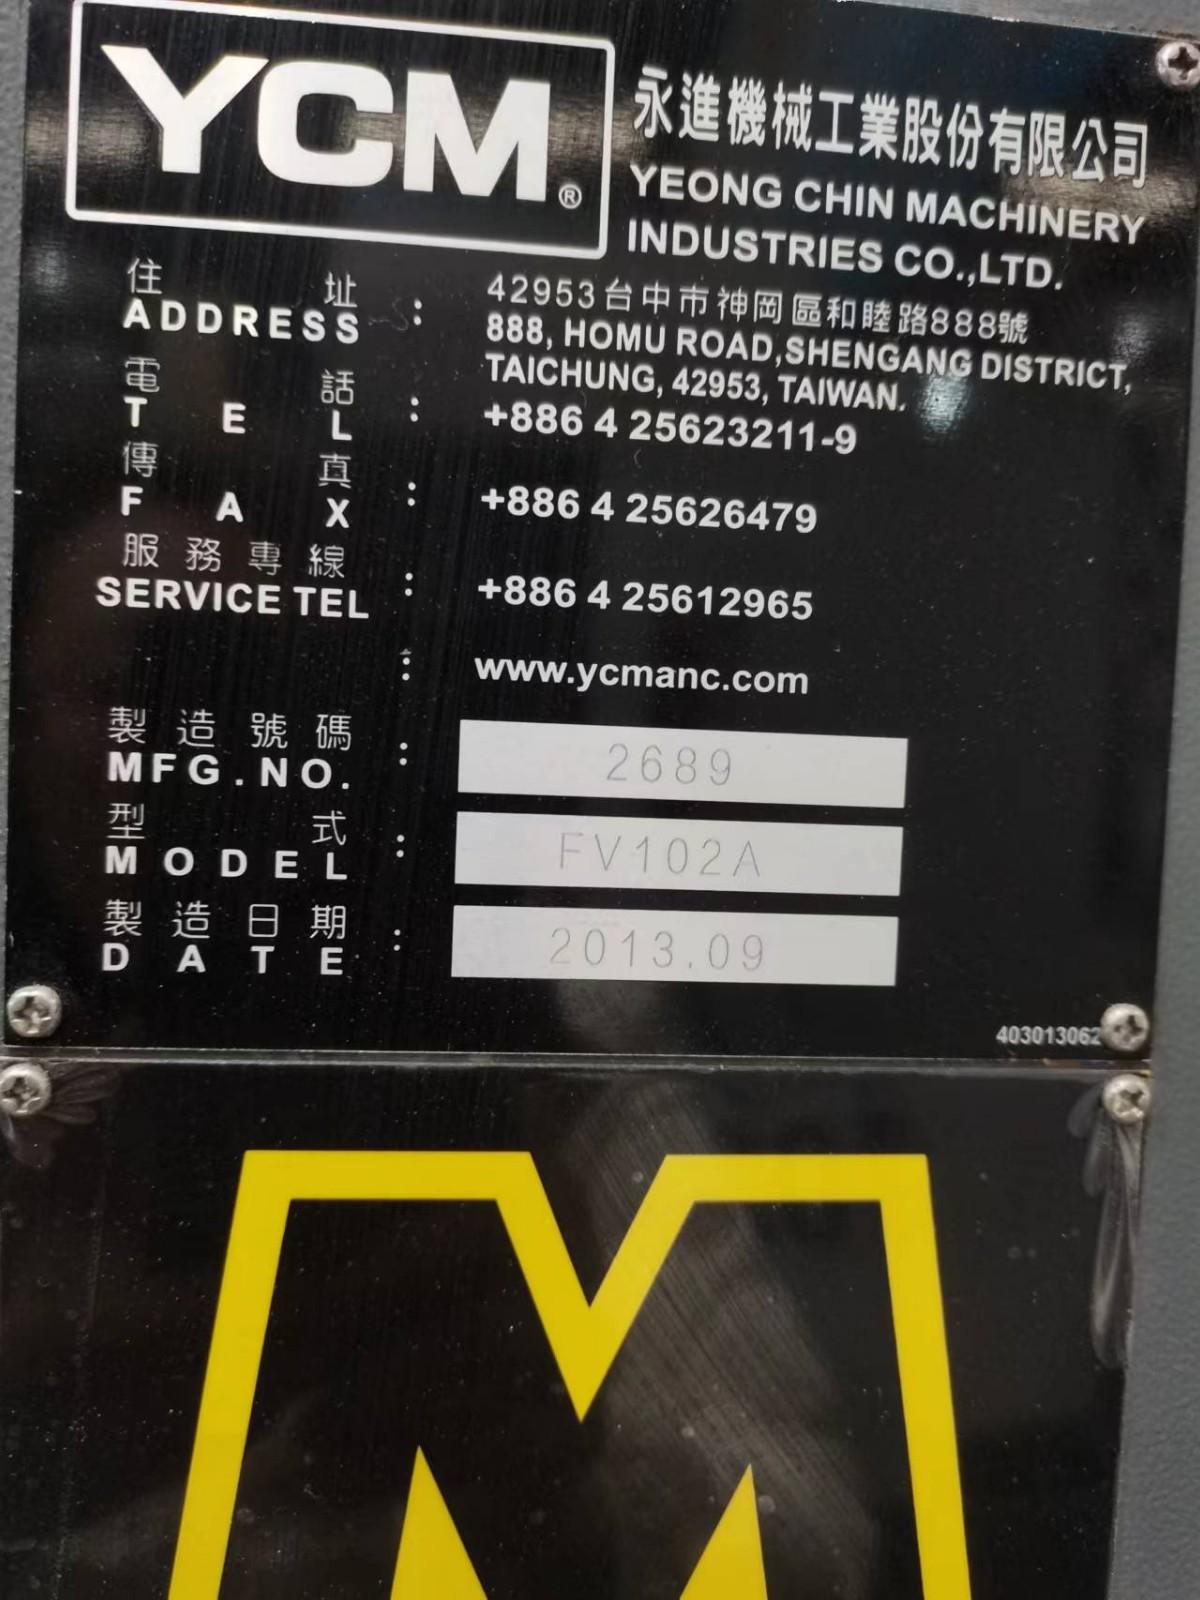 YCM®
永進機械工業股份有限公司
YEONG CHIN MACHINERY
INDUSTRIES CO.,LTD.
住址 : 42953台中市神岡區和睦路888號
ADDRESS 888, HOMU ROAD,SHENGANG DISTRICT,
TAICHUNG, 42953, TAIWAN.
電話
TEL : +886 4 25623211-9
傳真
FAX : +886 4 25626479
服務專線
SERVICE TEL : +886 4 25612965
: www.ycmanc.com
製造號碼
MFG.NO. : 2689
型式
MODEL : FV102A
製造日期
DATE : 2013.09
403013062